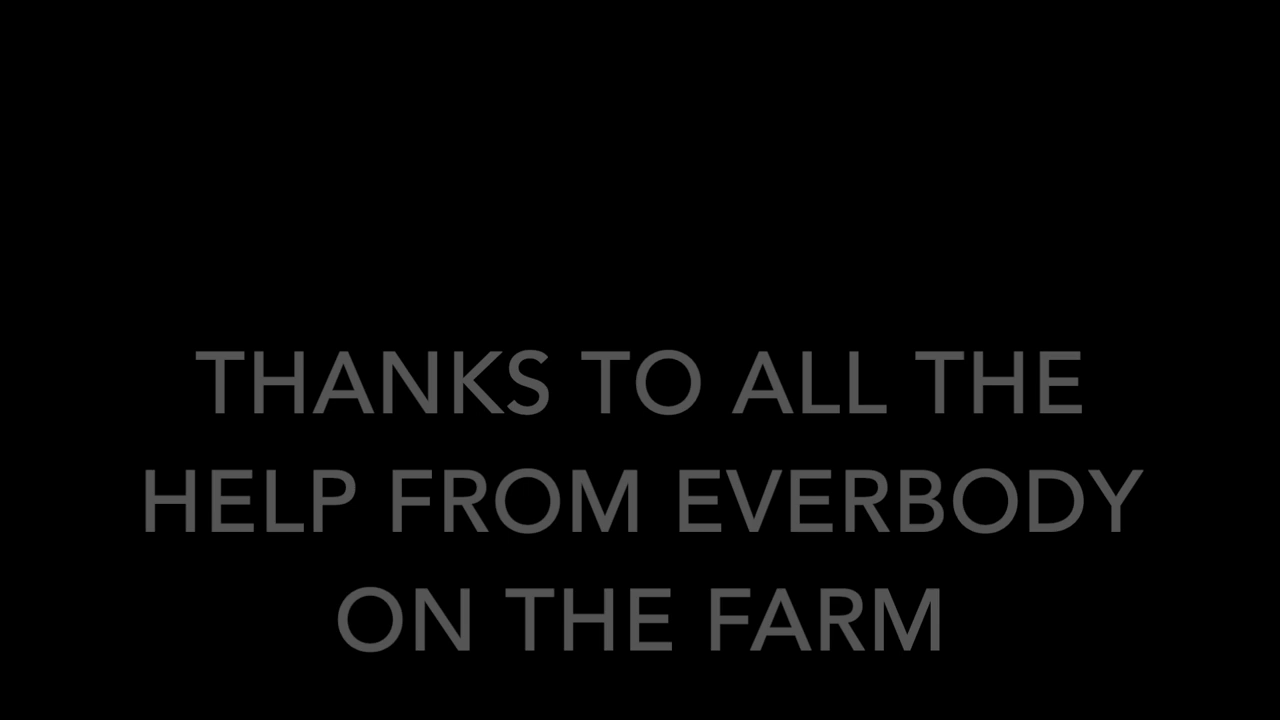 THANKS TO ALL THE
HELP FROM EVERBODY
ON THE FARM